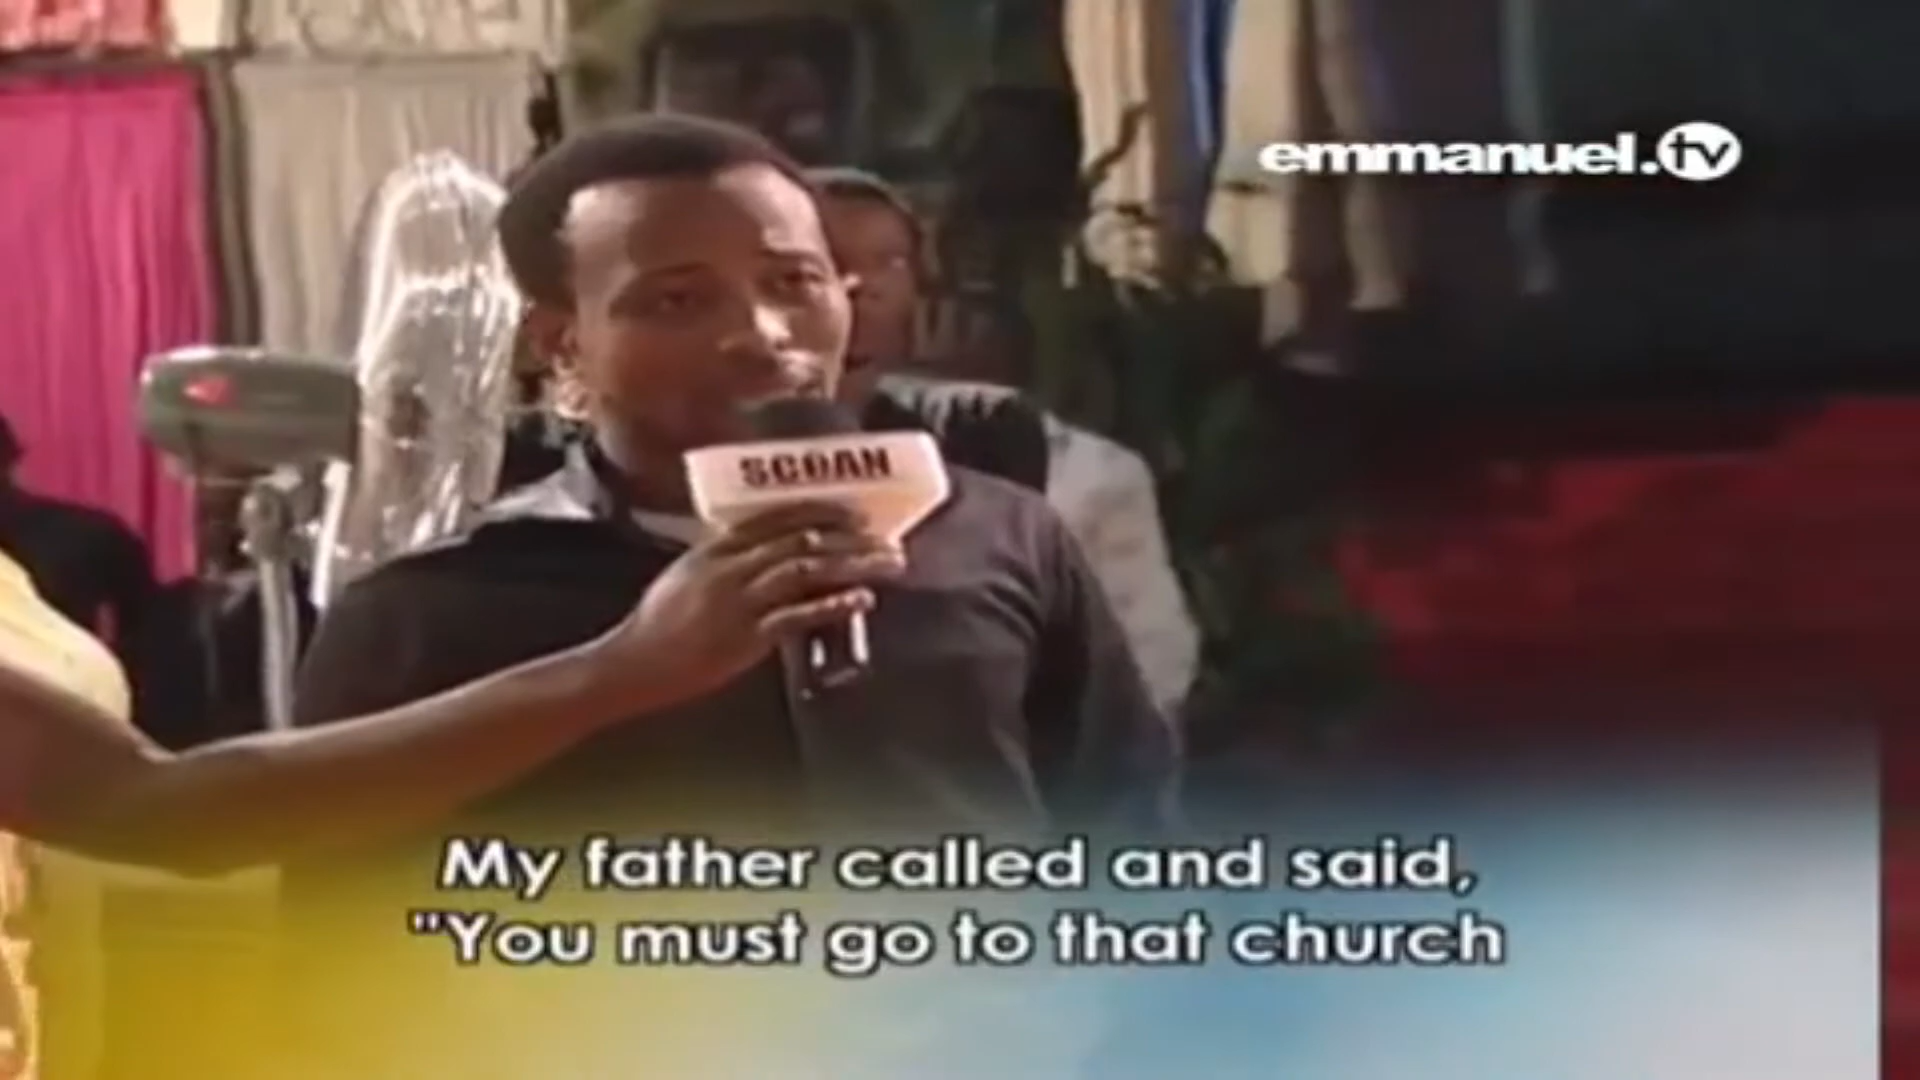 emmanuel.tv
SCOAN
My father called and said,
"You must go to that church